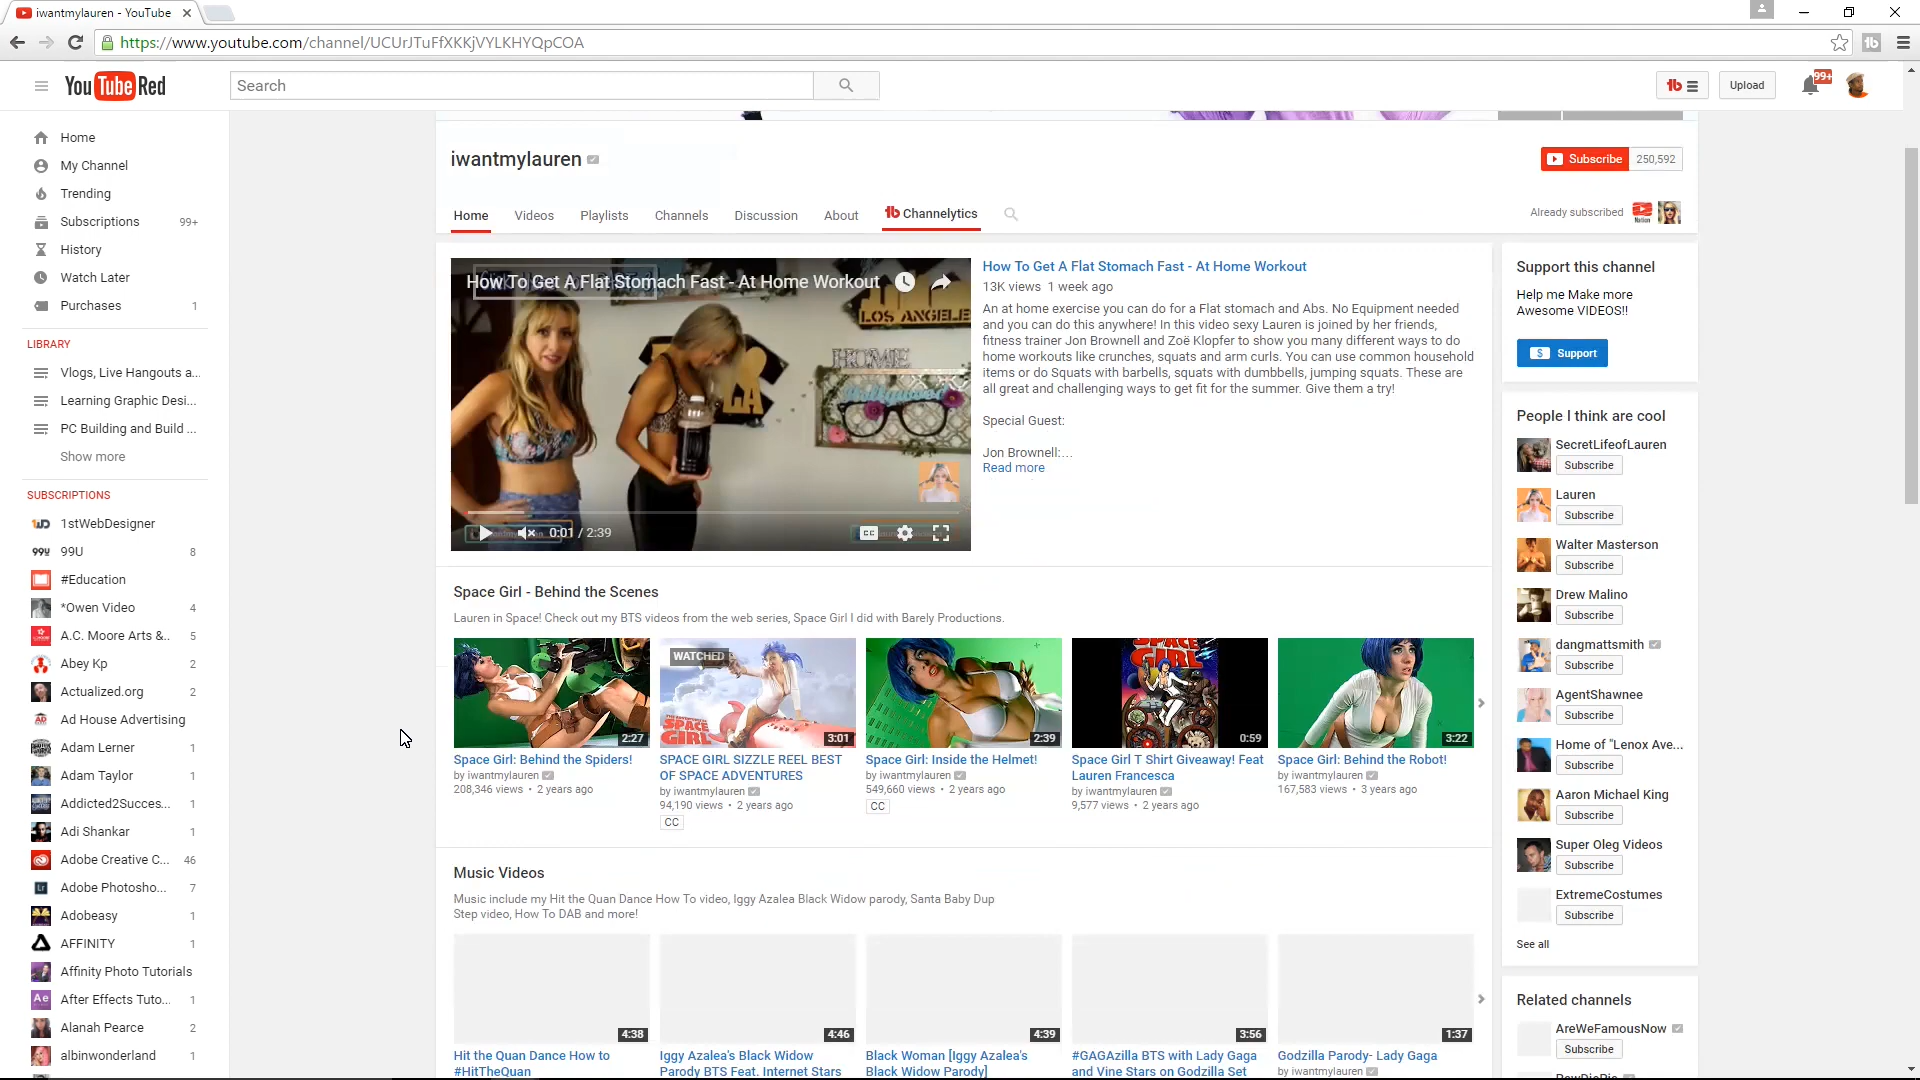 iwantmylauren - YouTube
https://www.youtube.com/channel/UCUrJTuFfXKKjVYLKHYQpCOA
YouTube Red
Search
Upload
99+
Home
My Channel
Trending
Subscriptions 99+
History
Watch Later
Purchases 1
LIBRARY
Vlogs, Live Hangouts a...
Learning Graphic Desi...
PC Building and Build ...
Show more
SUBSCRIPTIONS
1stWebDesigner
99U 8
#Education
*Owen Video 4
A.C. Moore Arts &.. 5
Abey Kp 2
Actualized.org 2
Ad House Advertising
Adam Lerner 1
Adam Taylor 1
Addicted2Succes... 1
Adi Shankar 1
Adobe Creative C... 46
Adobe Photosho... 7
Adobeasy 1
AFFINITY 1
Affinity Photo Tutorials
After Effects Tuto... 1
Alanah Pearce 2
albinwonderland 1
iwantmylauren
Subscribe 250,592
Home Videos Playlists Channels Discussion About Channelytics
Already subscribed
How To Get A Flat Stomach Fast - At Home Workout
LOS ANGELE
HOME
LA
0:01 / 2:39
How To Get A Flat Stomach Fast - At Home Workout
13K views 1 week ago
An at home exercise you can do for a Flat stomach and Abs. No Equipment needed
and you can do this anywhere! In this video sexy Lauren is joined by her friends,
fitness trainer Jon Brownell and Zoë Klopfer to show you many different ways to do
home workouts like crunches, squats and arm curls. You can use common household
items or do Squats with barbells, squats with dumbbells, jumping squats. These are
all great and challenging ways to get fit for the summer. Give them a try!
Special Guest:
Jon Brownell:...
Read more
Space Girl - Behind the Scenes
Lauren in Space! Check out my BTS videos from the web series, Space Girl I did with Barely Productions.
2:27
WATCHED
SPACE GIRL
3:01
2:39
SPACE GIRL
0:59
3:22
Space Girl: Behind the Spiders!
by iwantmylauren
208,346 views • 2 years ago
SPACE GIRL SIZZLE REEL BEST
OF SPACE ADVENTURES
by iwantmylauren
94,190 views • 2 years ago
CC
Space Girl: Inside the Helmet!
by iwantmylauren
549,660 views • 2 years ago
CC
Space Girl T Shirt Giveaway! Feat
Lauren Francesca
by iwantmylauren
9,577 views • 2 years ago
Space Girl: Behind the Robot!
by iwantmylauren
167,583 views • 3 years ago
Music Videos
Music include my Hit the Quan Dance How To video, Iggy Azalea Black Widow parody, Santa Baby Dup
Step video, How To DAB and more!
4:38
4:46
4:39
3:56
1:37
Hit the Quan Dance How to
#HitTheQuan
Iggy Azalea's Black Widow
Parody BTS Feat. Internet Stars
Black Woman [Iggy Azalea's
Black Widow Parody]
#GAGAzilla BTS with Lady Gaga
and Vine Stars on Godzilla Set
Godzilla Parody- Lady Gaga
by iwantmylauren
Support this channel
Help me Make more
Awesome VIDEOS!!
Support
People I think are cool
SecretLifeofLauren
Subscribe
Lauren
Subscribe
Walter Masterson
Subscribe
Drew Malino
Subscribe
dangmattsmith
Subscribe
AgentShawnee
Subscribe
Home of "Lenox Ave...
Subscribe
Aaron Michael King
Subscribe
Super Oleg Videos
Subscribe
ExtremeCostumes
Subscribe
See all
Related channels
AreWeFamousNow
Subscribe
PewDiePie